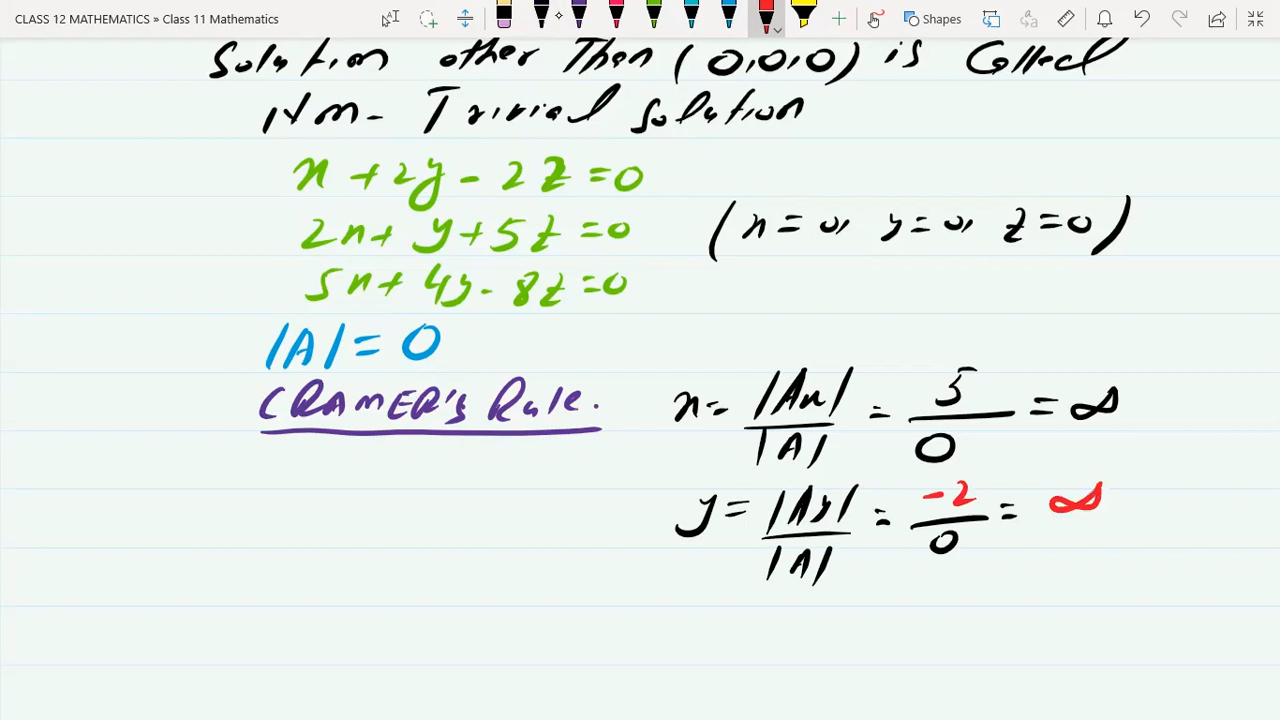 CLASS 12 MATHEMATICS » Class 11 Mathematics
Shapes
Solution other Than (0,0,0) is Called
Non- Trivial solution
x + 2y - 2z = 0
2x + y + 5z = 0
(x = 0, y = 0, z = 0)
5x + 4y - 8z = 0
|A| = 0
CRAMER's Rule.
x = |Ax| / |A| = 5 / 0 = ∞
y = |Ay| / |A| = -2 / 0 = ∞